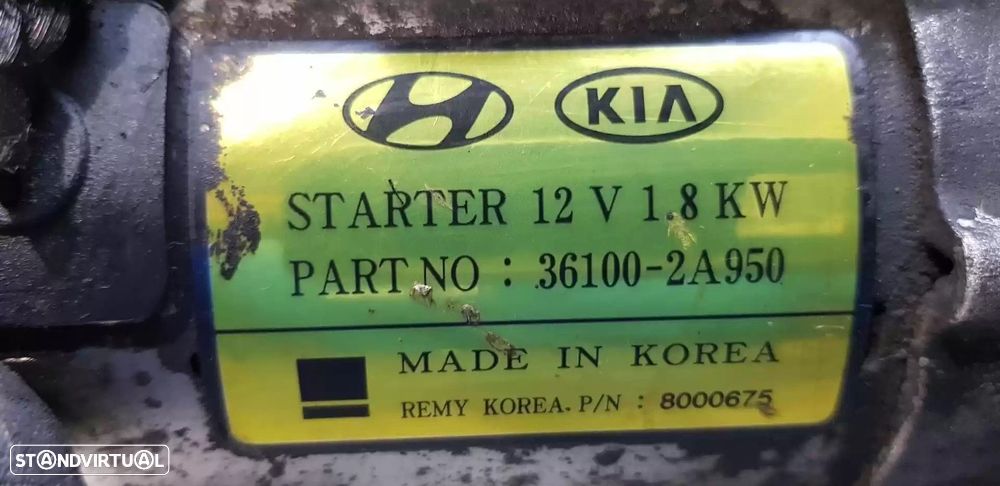 KIA
STARTER 12 V 1.8 KW
PART NO : 36100-2A950
MADE IN KOREA
REMY KOREA. P/N : 8000675
STANDVIRTUAL